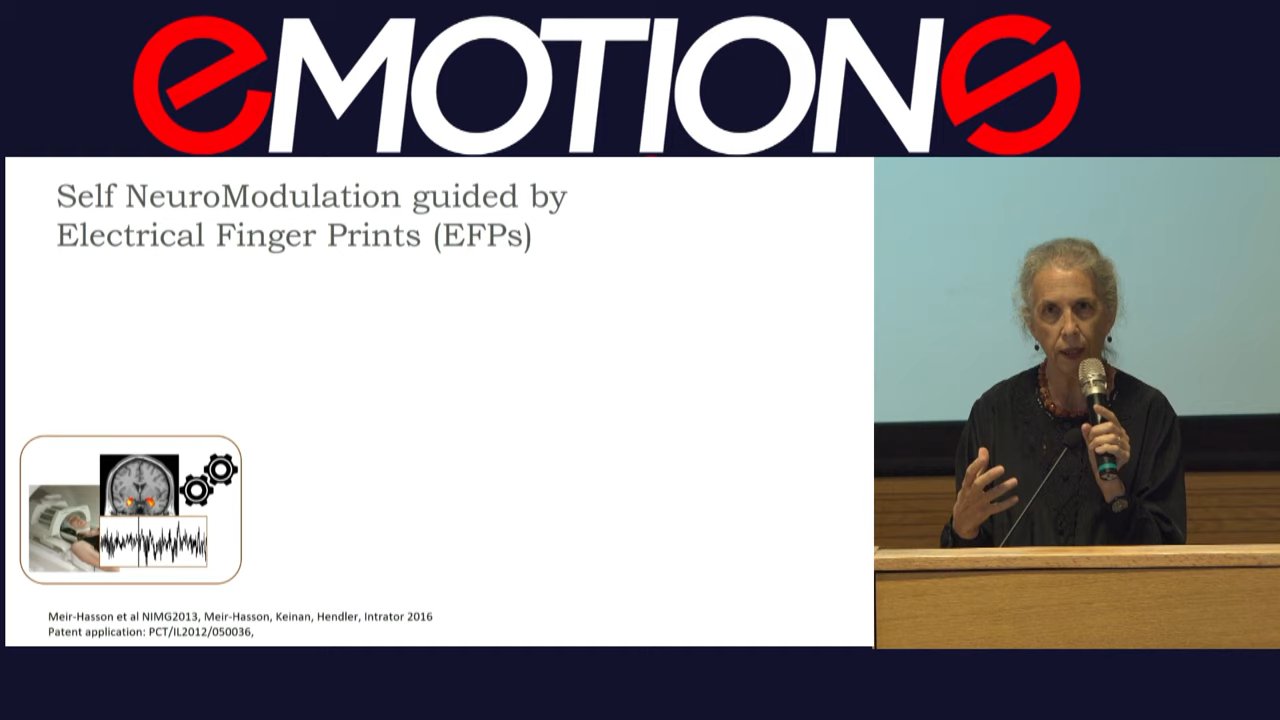 eMOTIONS
Self NeuroModulation guided by
Electrical Finger Prints (EFPs)
Meir-Hasson et al NIMG2013, Meir-Hasson, Keinan, Hendler, Intrator 2016
Patent application: PCT/IL2012/050036,